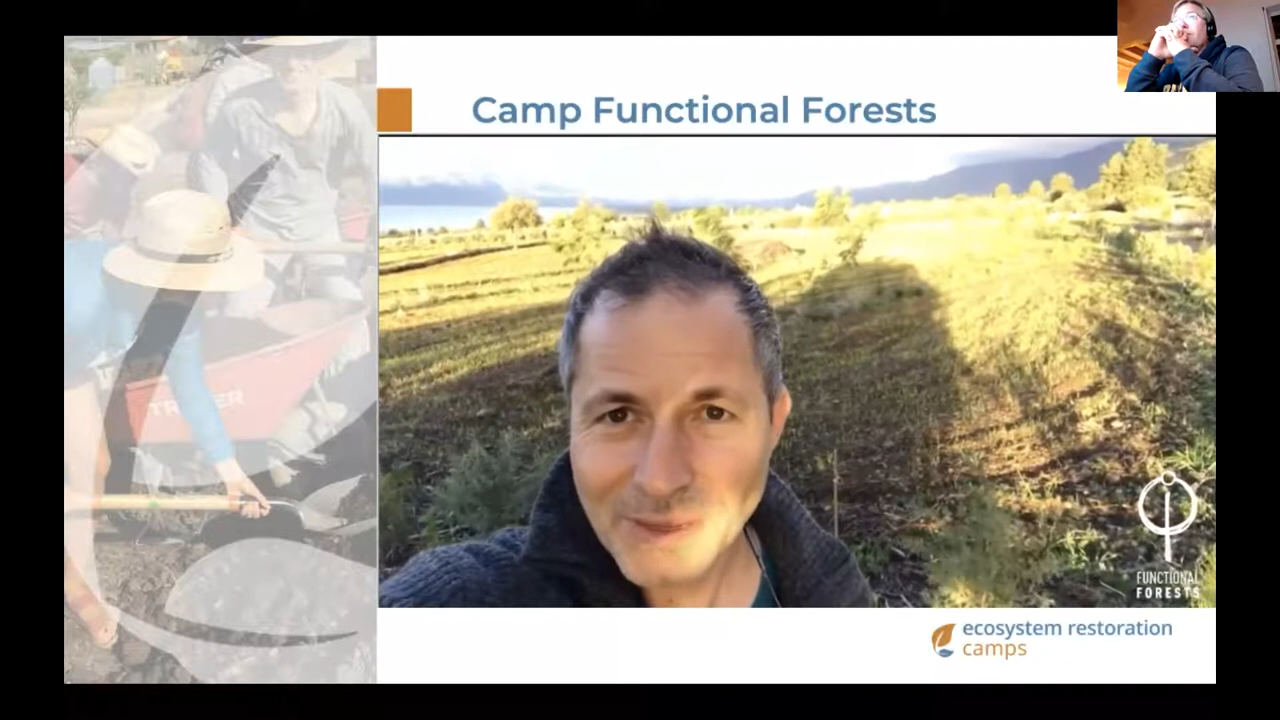 Camp Functional Forests
FUNCTIONAL
FORESTS
ecosystem restoration
camps